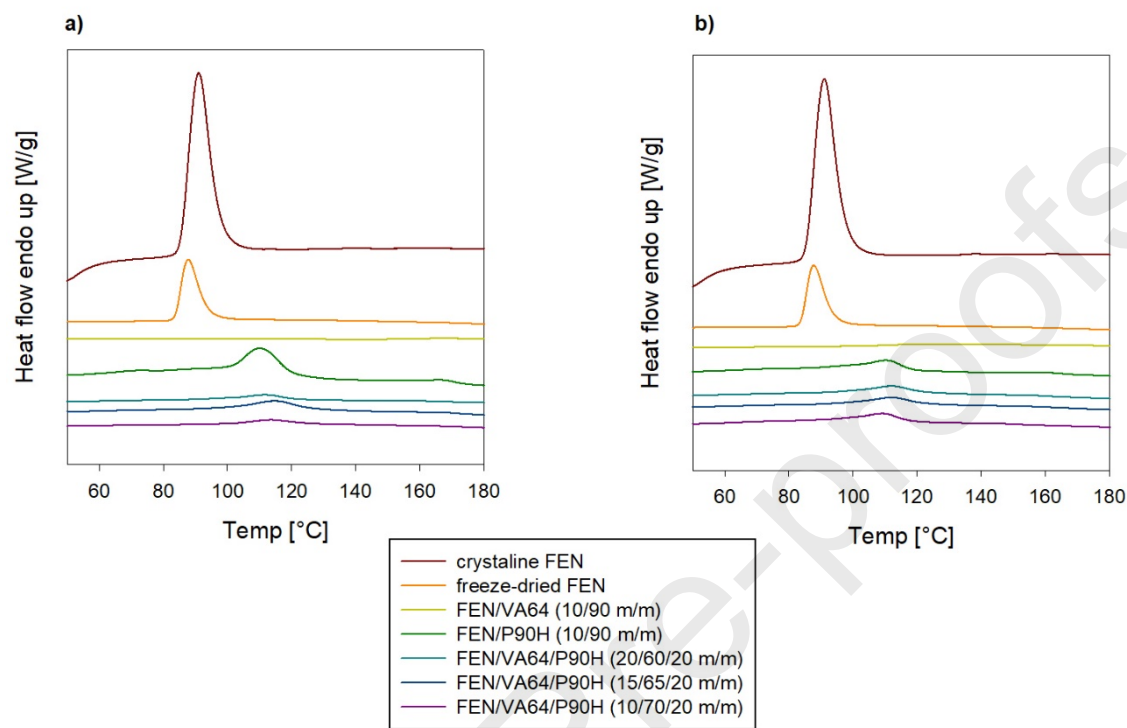 a)
Heat flow endo up [W/g]
60 80 100 120 140 160 180
Temp [°C]
b)
Heat flow endo up [W/g]
60 80 100 120 140 160 180
Temp [°C]
crystaline FEN
freeze-dried FEN
FEN/VA64 (10/90 m/m)
FEN/P90H (10/90 m/m)
FEN/VA64/P90H (20/60/20 m/m)
FEN/VA64/P90H (15/65/20 m/m)
FEN/VA64/P90H (10/70/20 m/m)
Pre-proofs